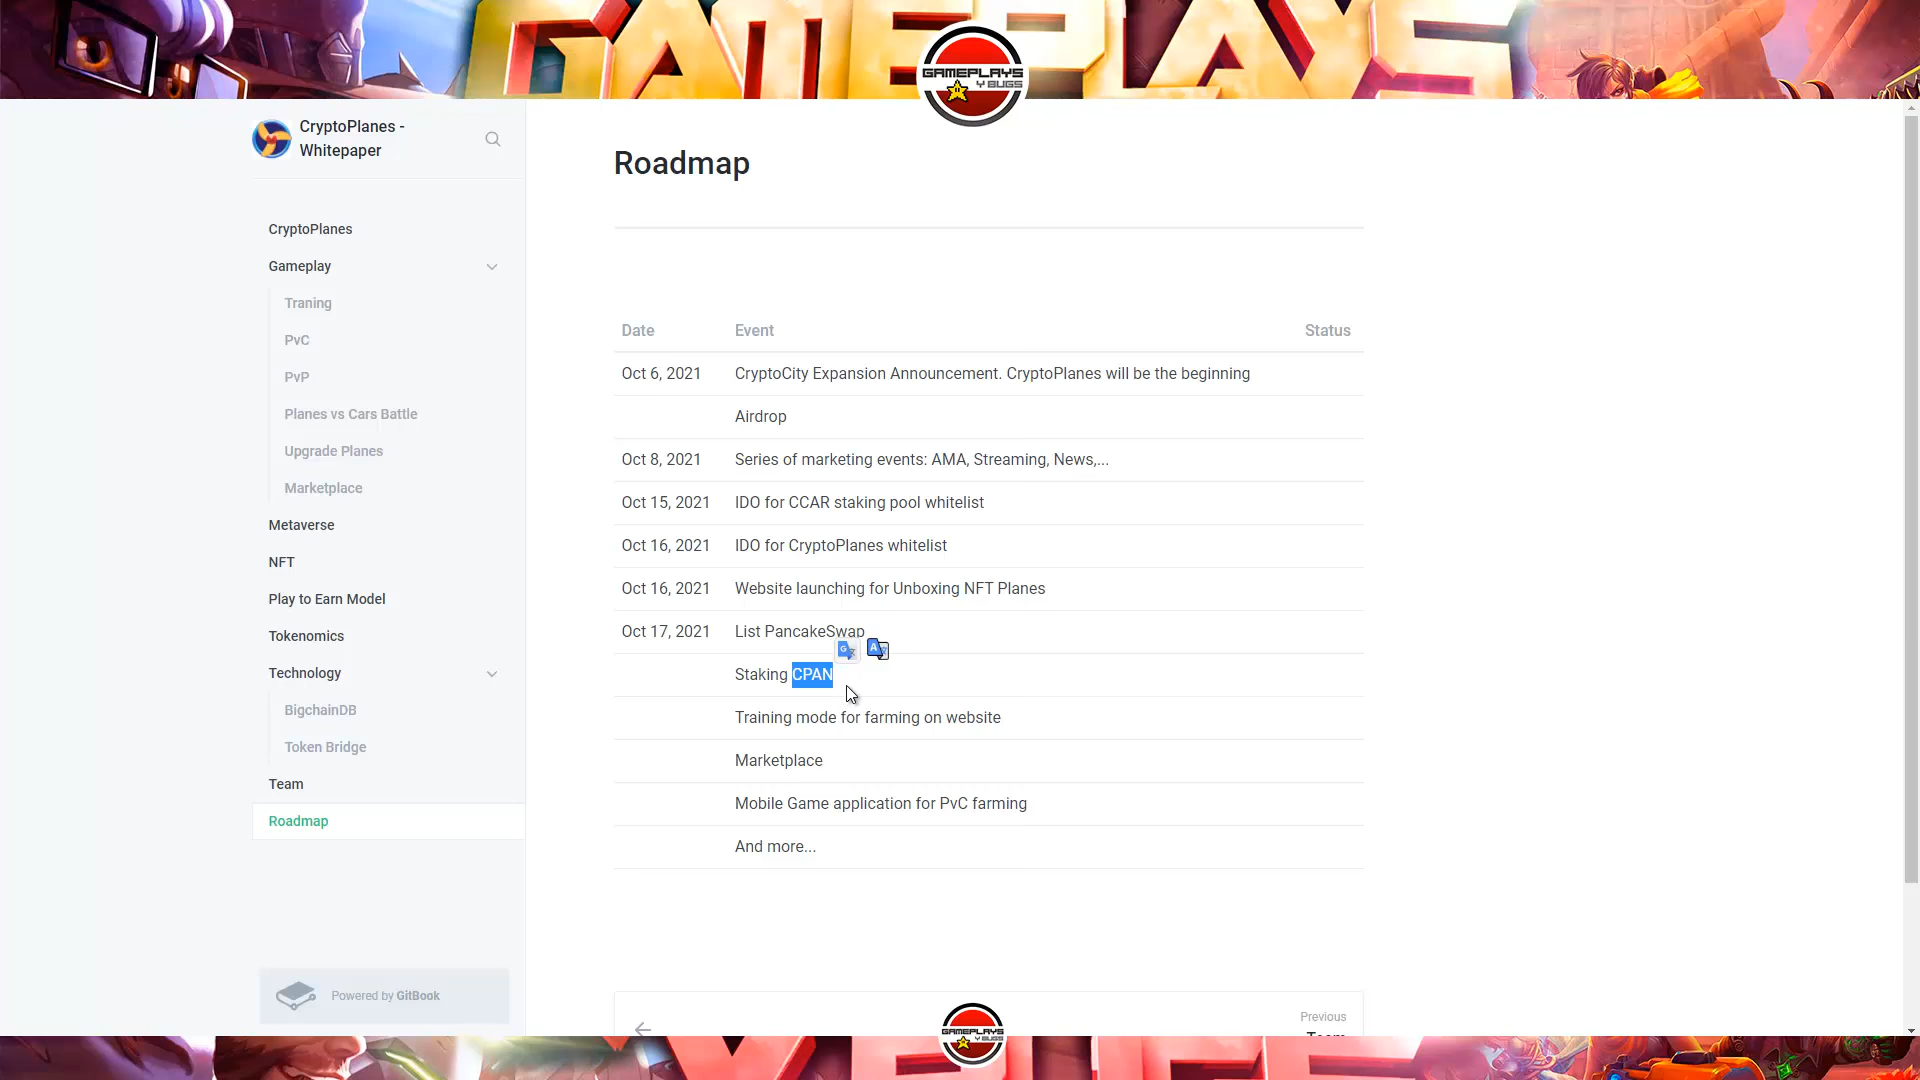 GAMEPLAYS
GAMEPLAYS
Y BUGS
CryptoPlanes -
Whitepaper
CryptoPlanes
Gameplay
Traning
PvC
PvP
Planes vs Cars Battle
Upgrade Planes
Marketplace
Metaverse
NFT
Play to Earn Model
Tokenomics
Technology
BigchainDB
Token Bridge
Team
Roadmap
Powered by GitBook
Roadmap
Date Event Status
Oct 6, 2021 CryptoCity Expansion Announcement. CryptoPlanes will be the beginning
Airdrop
Oct 8, 2021 Series of marketing events: AMA, Streaming, News,...
Oct 15, 2021 IDO for CCAR staking pool whitelist
Oct 16, 2021 IDO for CryptoPlanes whitelist
Oct 16, 2021 Website launching for Unboxing NFT Planes
Oct 17, 2021 List PancakeSwap
Staking CPAN
Training mode for farming on website
Marketplace
Mobile Game application for PvC farming
And more...
Previous
Team
GAMEPLAYS
Y BUGS